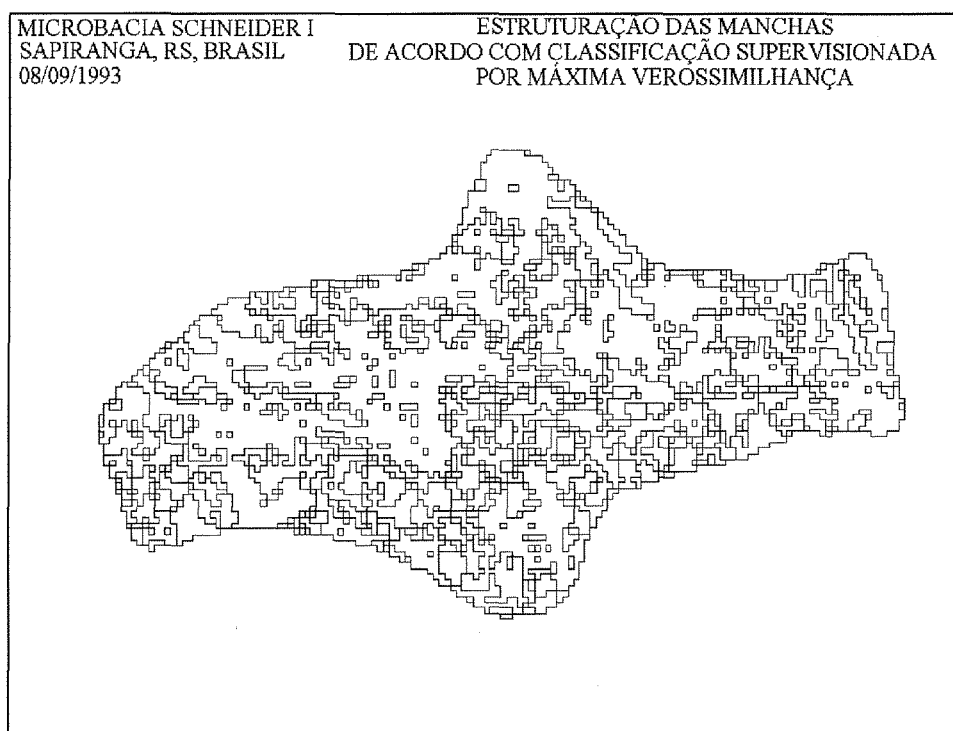 MICROBACIA SCHNEIDER I
SAPIRANGA, RS, BRASIL
08/09/1993
ESTRUTURAÇÃO DAS MANCHAS
DE ACORDO COM CLASSIFICAÇÃO SUPERVISIONADA
POR MÁXIMA VEROSSIMILHANÇA